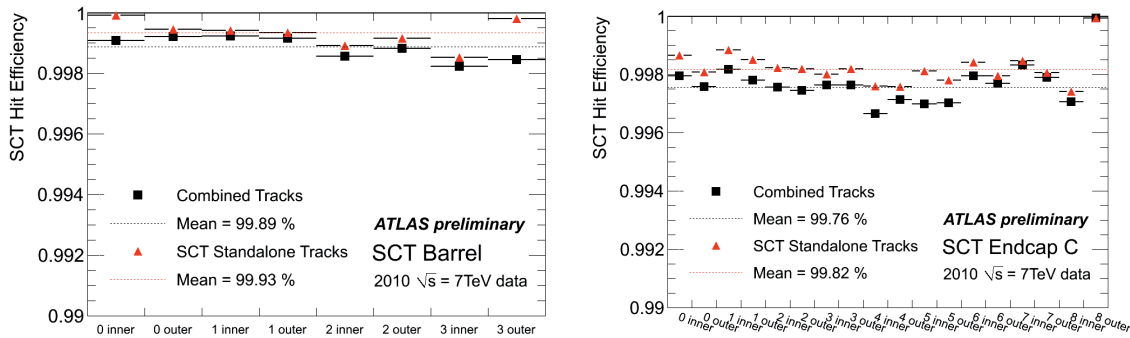 SCT Hit Efficiency
1
0.998
0.996
0.994
0.992
0.99
Combined Tracks
Mean = 99.89 %
SCT Standalone Tracks
Mean = 99.93 %
ATLAS preliminary
SCT Barrel
2010 √s = 7TeV data
0 inner
0 outer
1 inner
1 outer
2 inner
2 outer
3 inner
3 outer
SCT Hit Efficiency
1
0.998
0.996
0.994
0.992
0.99
Combined Tracks
Mean = 99.76 %
SCT Standalone Tracks
Mean = 99.82 %
ATLAS preliminary
SCT Endcap C
2010 √s = 7TeV data
0 inner
0 outer
1 inner
1 outer
2 inner
2 outer
3 inner
3 outer
4 inner
4 outer
5 inner
5 outer
6 inner
6 outer
7 inner
7 outer
8 inner
8 outer